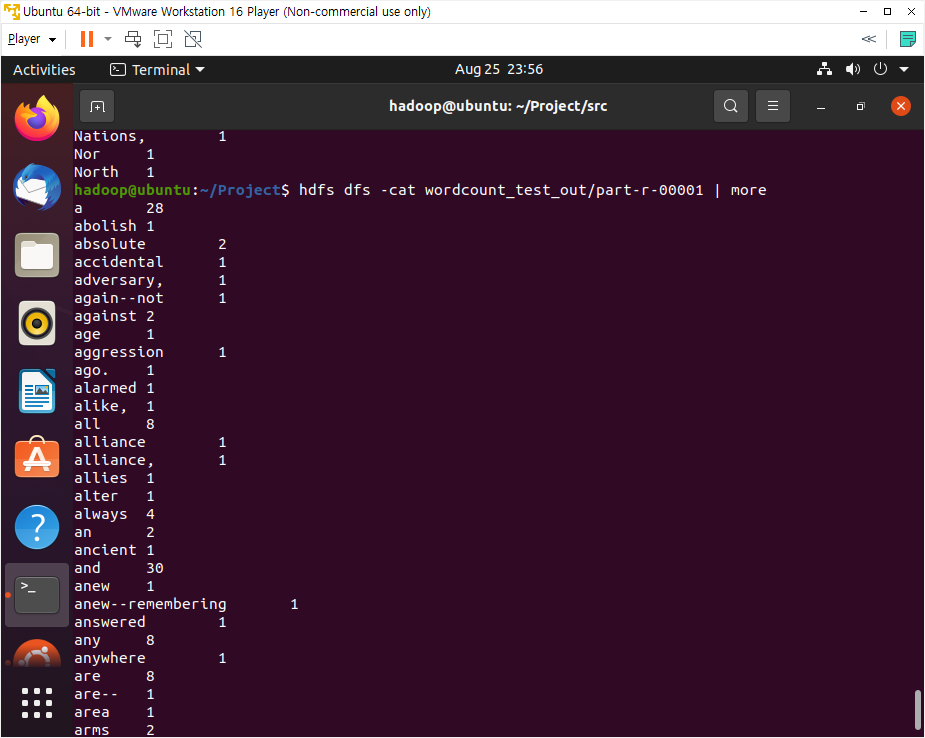 Ubuntu 64-bit - VMware Workstation 16 Player (Non-commercial use only)
Player
Activities Terminal Aug 25 23:56
hadoop@ubuntu: ~/Project/src
Nations, 1
Nor 1
North 1
hadoop@ubuntu:~/Project$ hdfs dfs -cat wordcount_test_out/part-r-00001 | more
a 28
abolish 1
absolute 2
accidental 1
adversary, 1
again--not 1
against 2
age 1
aggression 1
ago. 1
alarmed 1
alike, 1
all 8
alliance 1
alliance, 1
allies 1
alter 1
always 4
an 2
ancient 1
and 30
anew 1
anew--remembering 1
answered 1
any 8
anywhere 1
are 8
are-- 1
area 1
arms 2